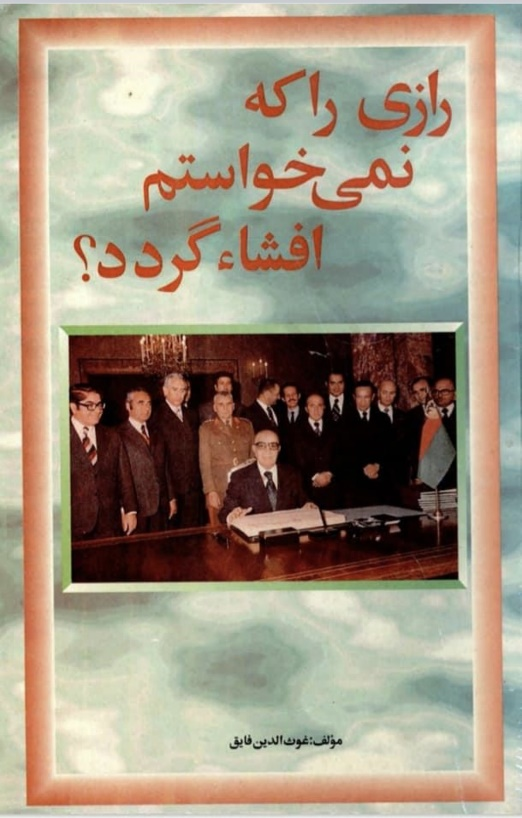 رازی را که
نمی‌خواستم
افشاء گردد؟
مؤلف:غوث‌الدین فایق